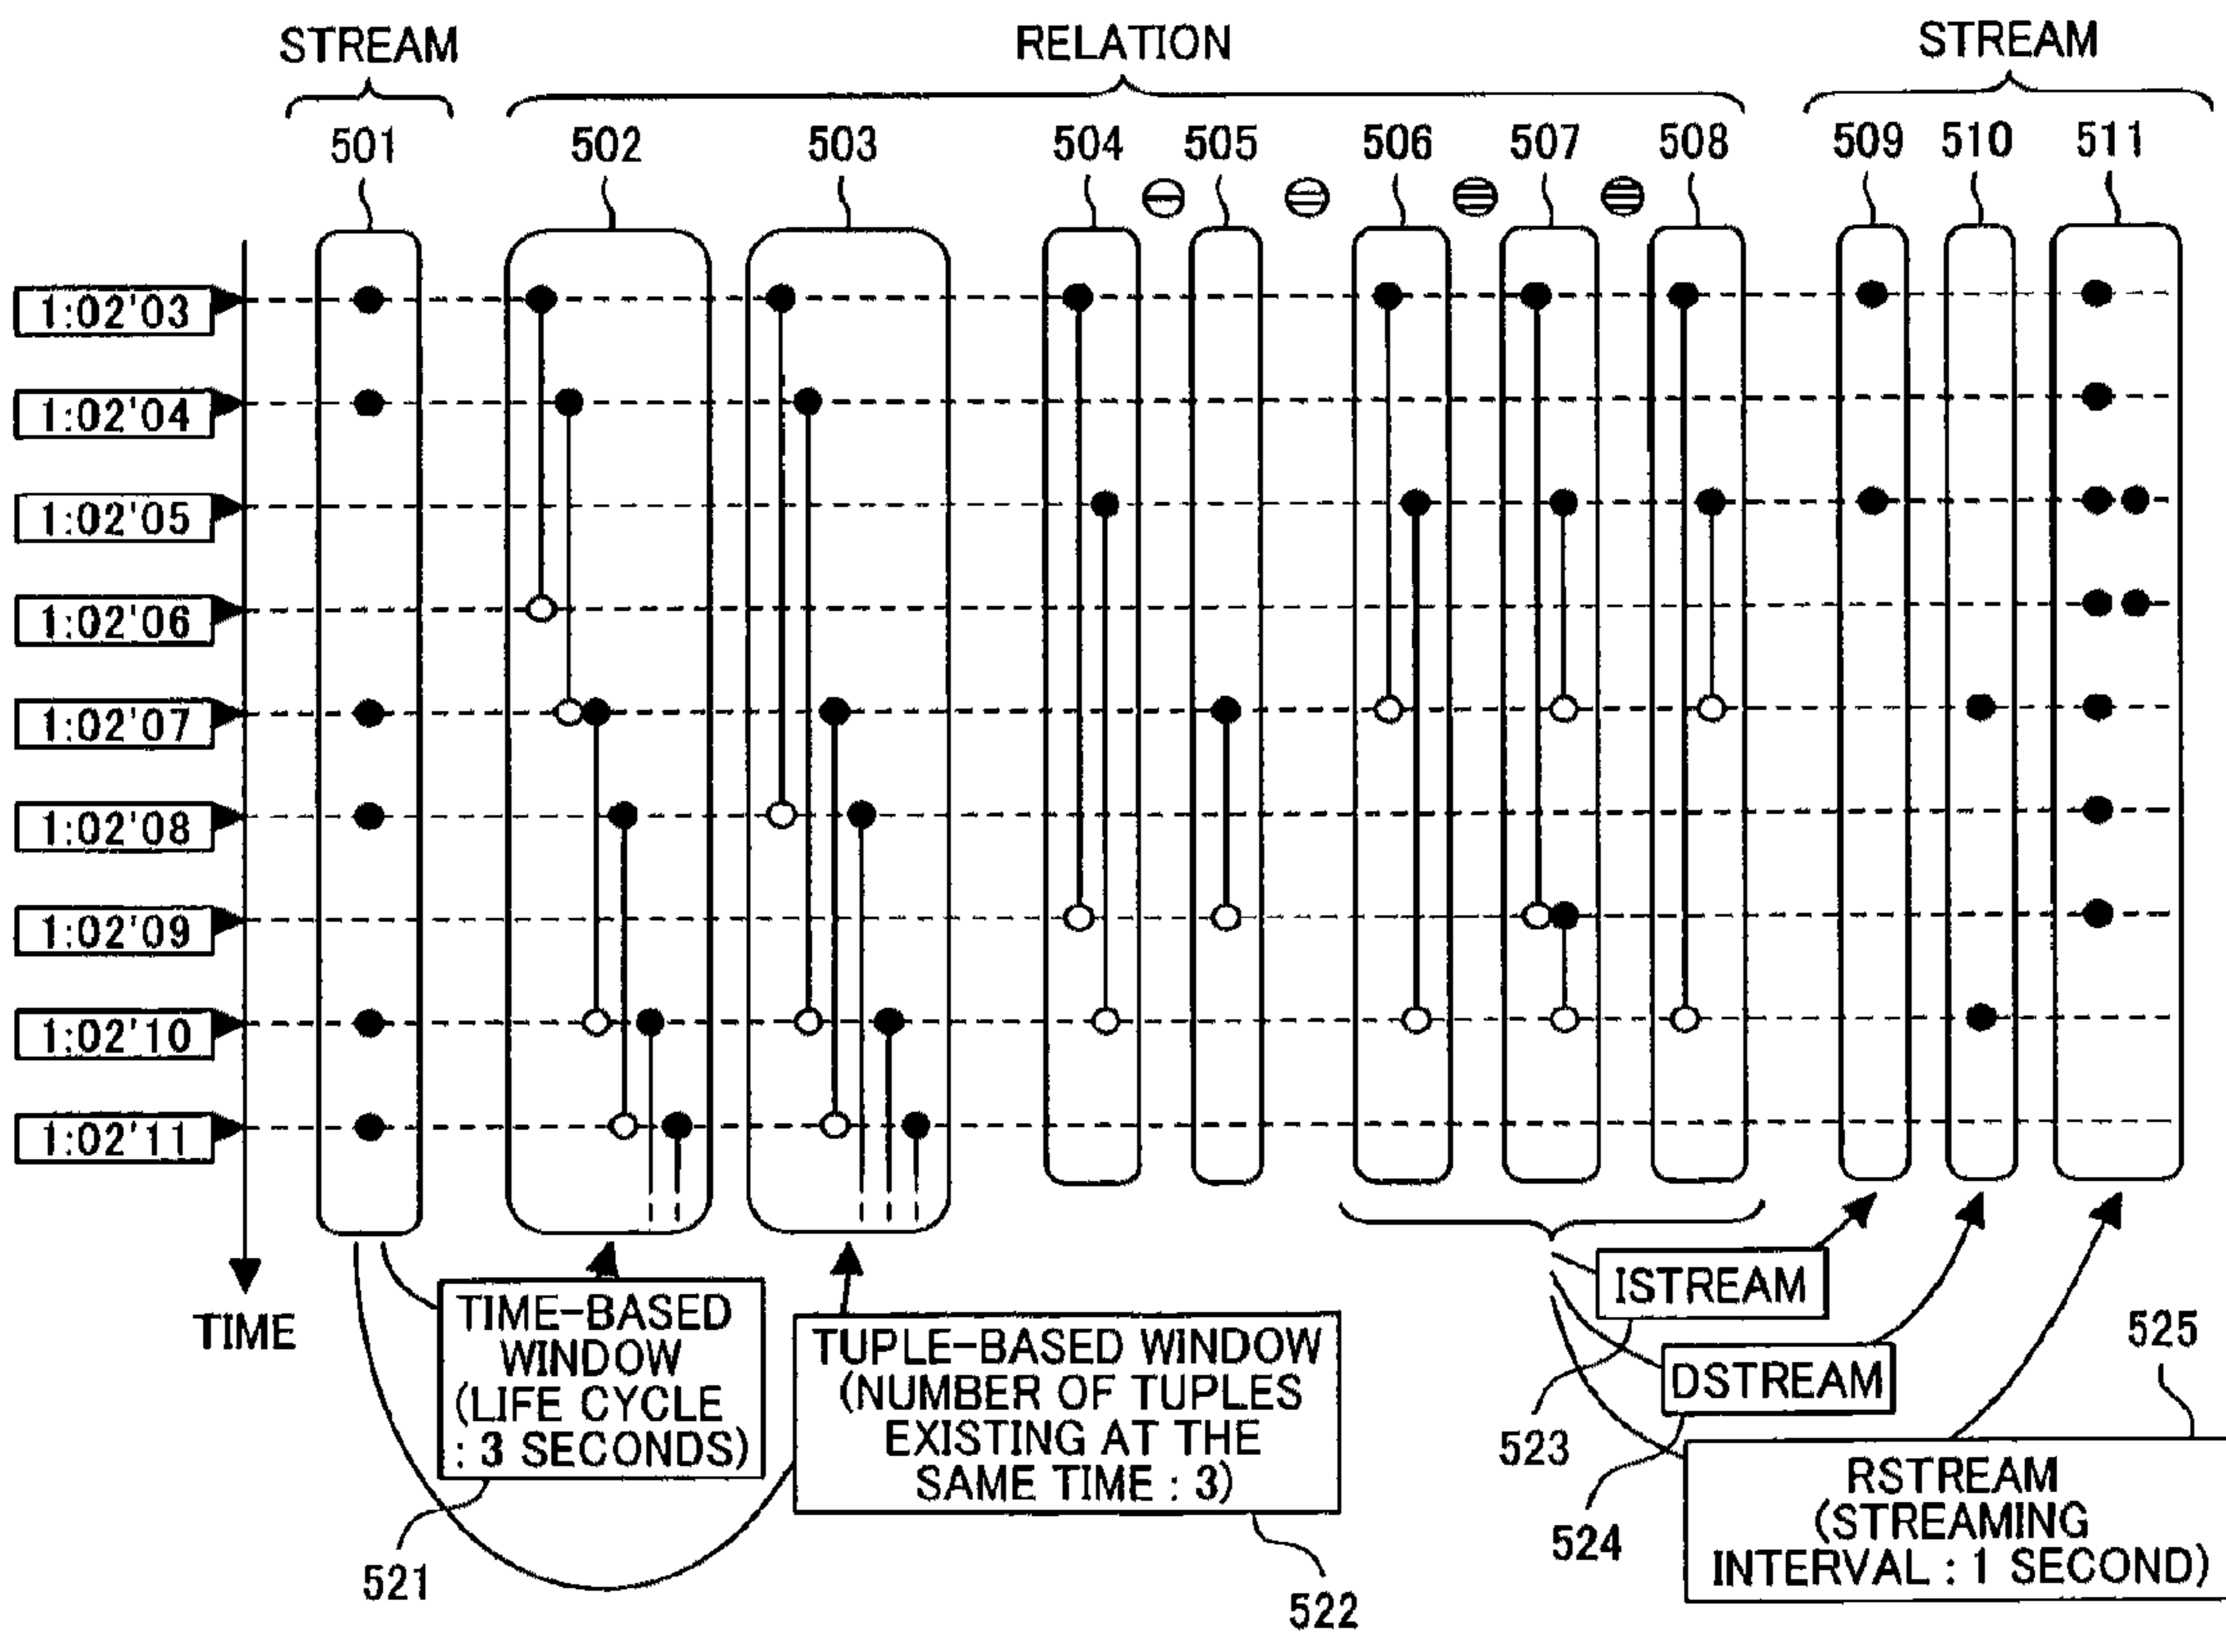 STREAM
RELATION
STREAM
501
502
503
504
505
506
507
508
509
510
511
1:02'03
1:02'04
1:02'05
1:02'06
1:02'07
1:02'08
1:02'09
1:02'10
1:02'11
TIME
TIME-BASED
WINDOW
(LIFE CYCLE
: 3 SECONDS)
521
TUPLE-BASED WINDOW
(NUMBER OF TUPLES
EXISTING AT THE
SAME TIME : 3)
522
ISTREAM
523
DSTREAM
524
525
RSTREAM
(STREAMING
INTERVAL : 1 SECOND)